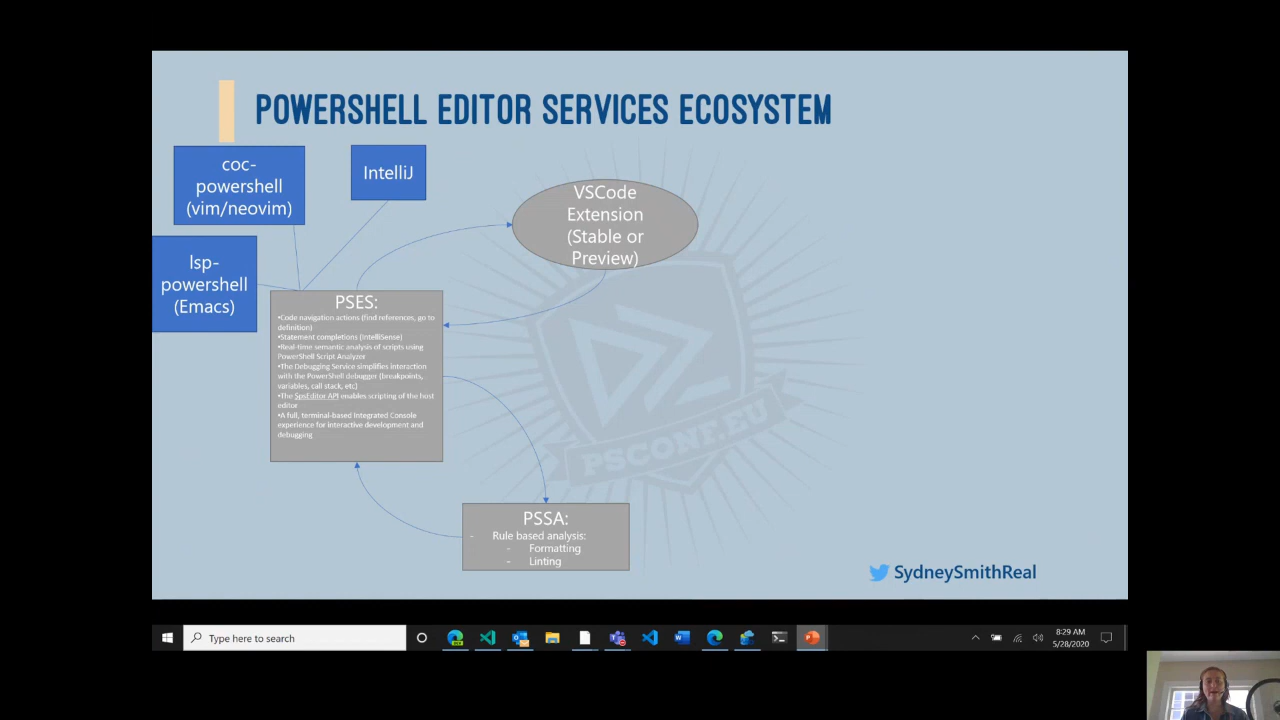 POWERSHELL EDITOR SERVICES ECOSYSTEM
coc-
powershell
(vim/neovim)
IntelliJ
VSCode
Extension
(Stable or
Preview)
lsp-
powershell
(Emacs)
PSES:
•Code navigation actions (find references, go to
definition)
•Statement completions (IntelliSense)
•Real-time semantic analysis of scripts using
PowerShell Script Analyzer
•The Debugging Service simplifies interaction
with the PowerShell debugger (breakpoints,
variables, call stack, etc)
•The SpsEditor API enables scripting of the host
editor
•A full, terminal-based Integrated Console
experience for interactive development and
debugging
PSCONF
PSSA:
- Rule based analysis:
- Formatting
- Linting
SydneySmithReal
Type here to search
8:29 AM
5/28/2020